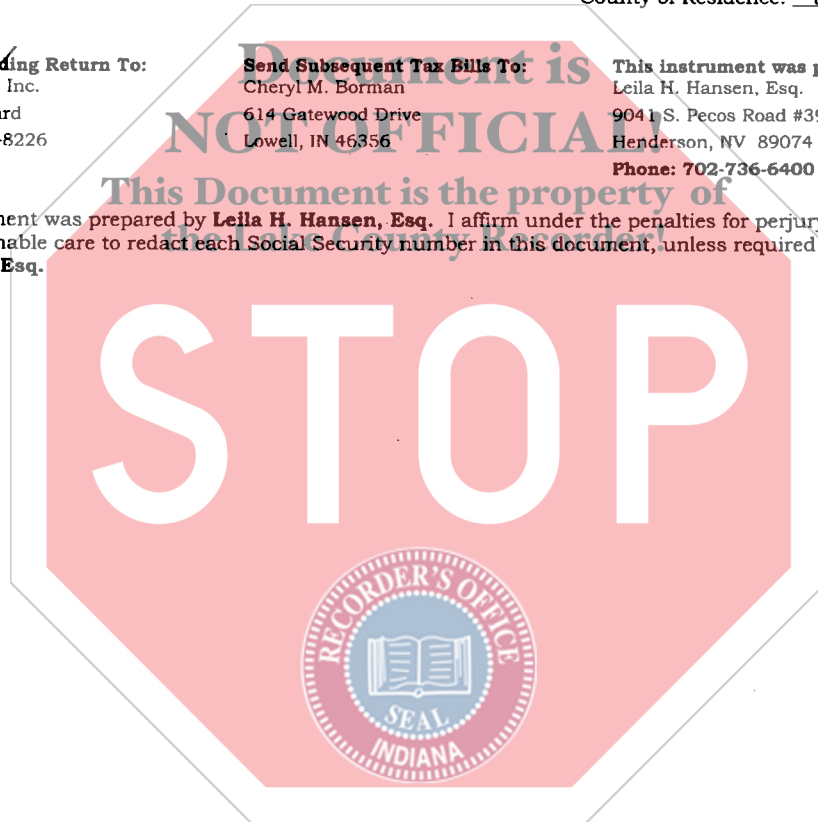 County of Residence:
Document is
NOT OFFICIAL!
This Document is the property of
the Lake County Recorder!
ding Return To:
Inc.
rd
-8226
Send Subsequent Tax Bills To:
Cheryl M. Borman
614 Gatewood Drive
Lowell, IN 46356
This instrument was p
Leila H. Hansen, Esq.
9041 S. Pecos Road #39
Henderson, NV 89074
Phone: 702-736-6400
ment was prepared by Leila H. Hansen, Esq. I affirm under the penalties for perjury
nable care to redact each Social Security number in this document, unless required
Esq.
STOP
RECORDER'S OFFICE
SEAL
INDIANA